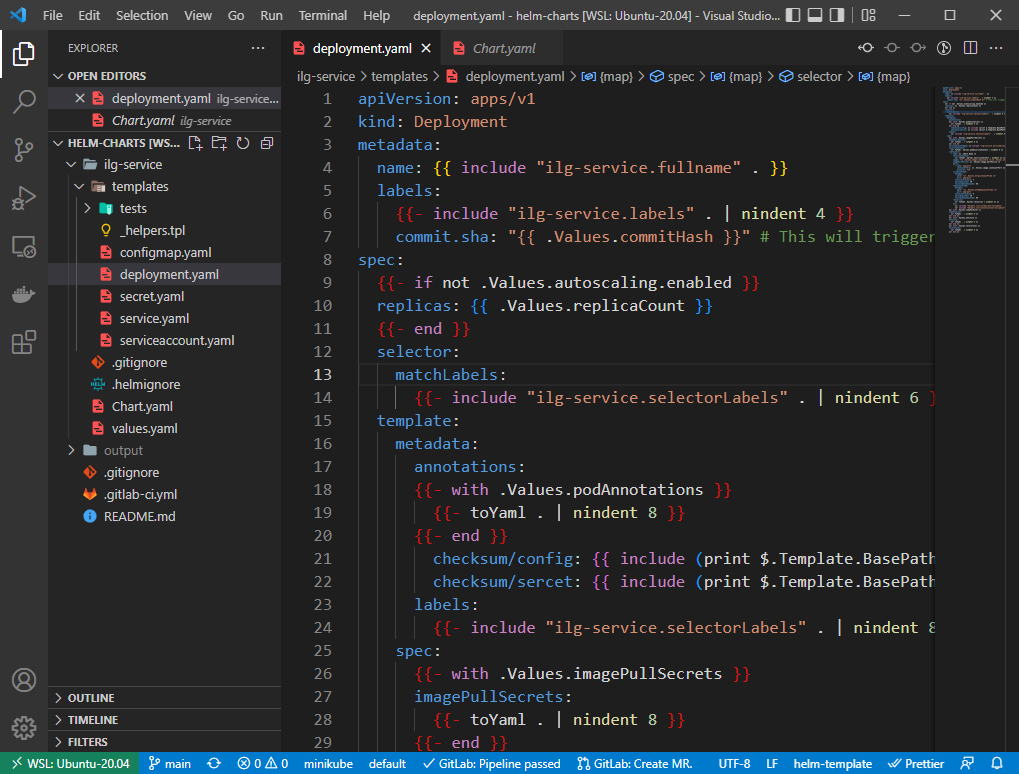 File Edit Selection View Go Run Terminal Help deployment.yaml - helm-charts [WSL: Ubuntu-20.04] - Visual Studio...
EXPLORER
OPEN EDITORS
deployment.yaml ilg-service...
Chart.yaml ilg-service
HELM-CHARTS [WS...
ilg-service
templates
tests
_helpers.tpl
configmap.yaml
deployment.yaml
secret.yaml
service.yaml
serviceaccount.yaml
.gitignore
HELM .helmignore
Chart.yaml
values.yaml
output
.gitignore
.gitlab-ci.yml
README.md
OUTLINE
TIMELINE
FILTERS
deployment.yaml Chart.yaml
ilg-service > templates > deployment.yaml > {map} > spec > {map} > selector > {map}
1 apiVersion: apps/v1
2 kind: Deployment
3 metadata:
4 name: {{ include "ilg-service.fullname" . }}
5 labels:
6 {{- include "ilg-service.labels" . | nindent 4 }}
7 commit.sha: "{{ .Values.commitHash }}" # This will trigger
8 spec:
9 {{- if not .Values.autoscaling.enabled }}
10 replicas: {{ .Values.replicaCount }}
11 {{- end }}
12 selector:
13 matchLabels:
14 {{- include "ilg-service.selectorLabels" . | nindent 6 }
15 template:
16 metadata:
17 annotations:
18 {{- with .Values.podAnnotations }}
19 {{- toYaml . | nindent 8 }}
20 {{- end }}
21 checksum/config: {{ include (print $.Template.BasePath
22 checksum/sercet: {{ include (print $.Template.BasePath
23 labels:
24 {{- include "ilg-service.selectorLabels" . | nindent 8
25 spec:
26 {{- with .Values.imagePullSecrets }}
27 imagePullSecrets:
28 {{- toYaml . | nindent 8 }}
29 {{- end }}
WSL: Ubuntu-20.04 main 0 0 minikube default GitLab: Pipeline passed GitLab: Create MR. UTF-8 LF helm-template Prettier